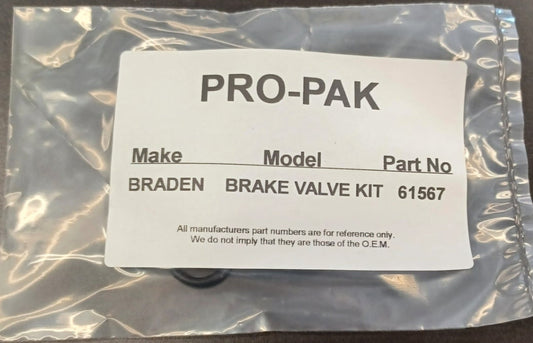 PRO-PAK
Make Model Part No
BRADEN BRAKE VALVE KIT 61567
All manufacturers part numbers are for reference only.
We do not imply that they are those of the O.E.M.